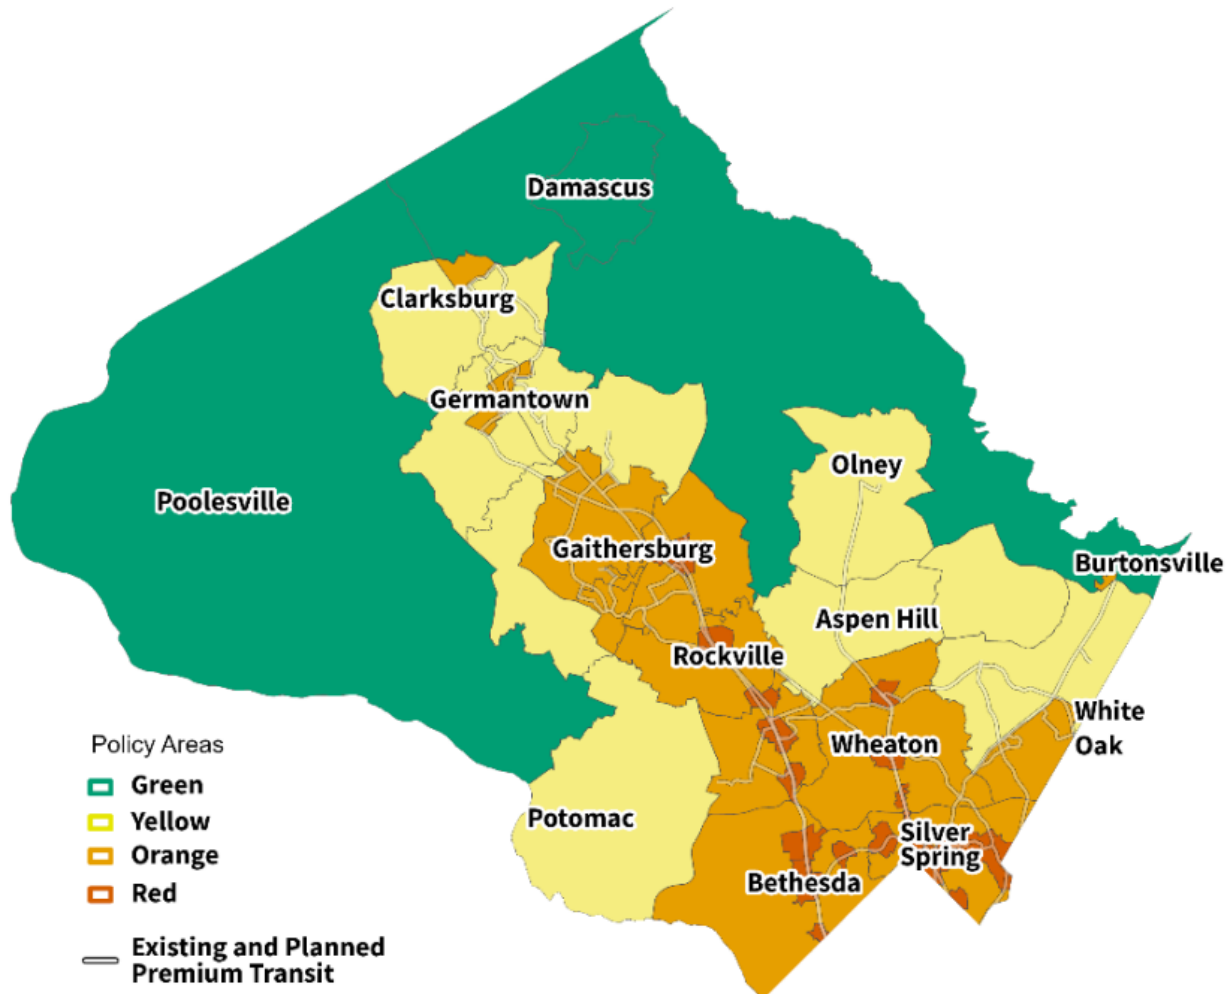 Damascus
Clarksburg
Germantown
Olney
Poolesville
Gaithersburg
Burtonsville
Aspen Hill
Rockville
White
Oak
Wheaton
Potomac
Silver
Spring
Bethesda
Policy Areas
Green
Yellow
Orange
Red
Existing and Planned
Premium Transit